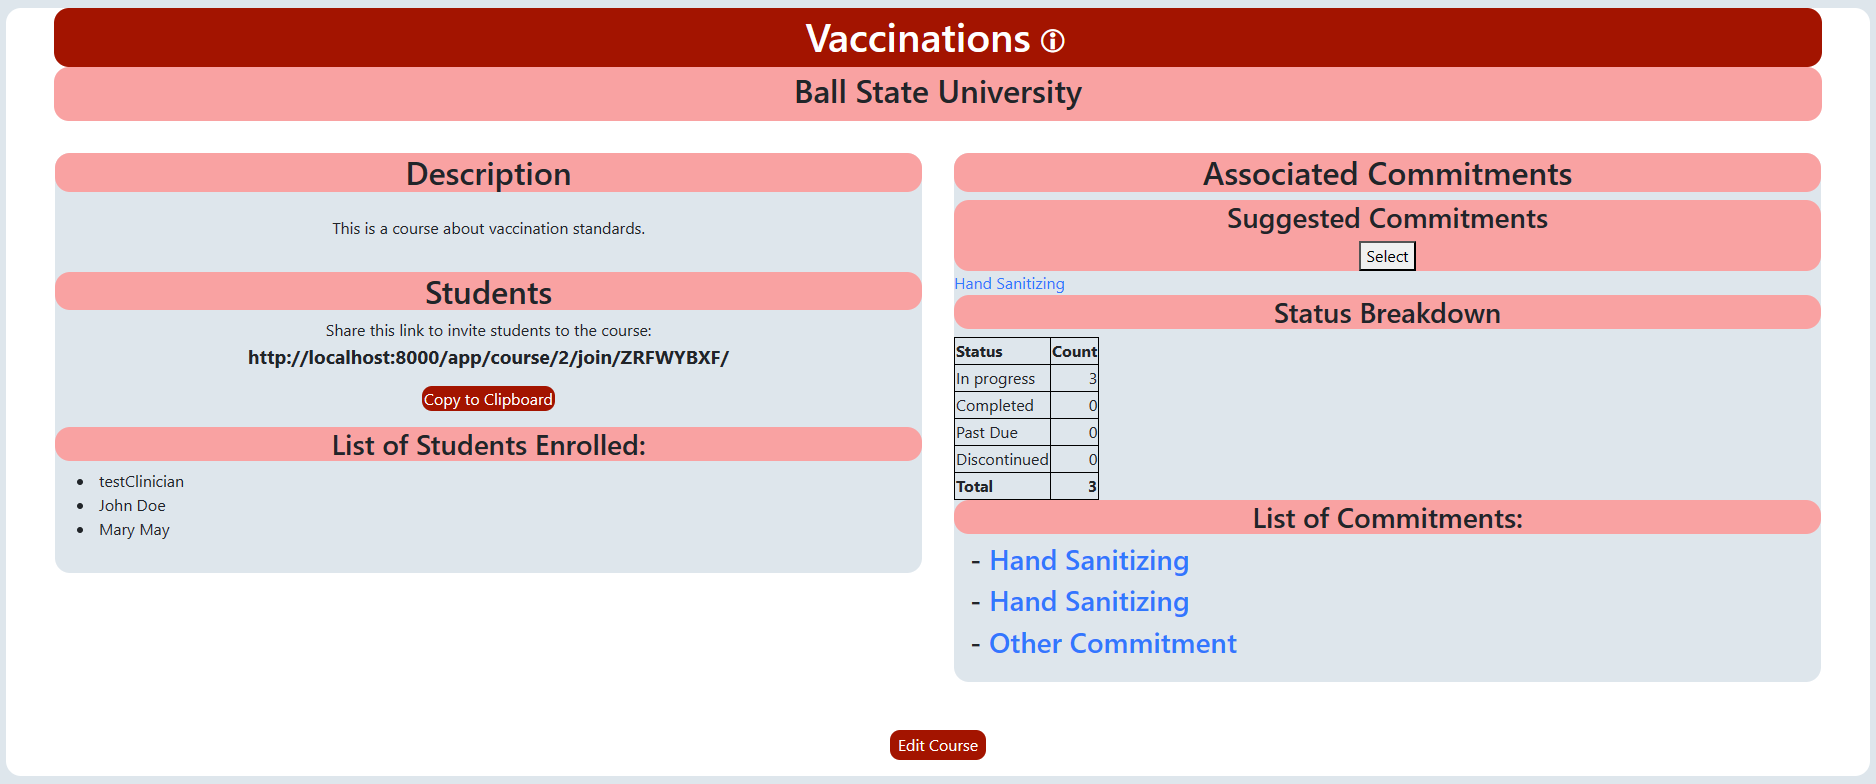 Vaccinations
Ball State University
Description
This is a course about vaccination standards.
Students
Share this link to invite students to the course:
http://localhost:8000/app/course/2/join/ZRFWYBXF/
Copy to Clipboard
List of Students Enrolled:
testClinician
John Doe
Mary May
Associated Commitments
Suggested Commitments
Select
Hand Sanitizing
Status Breakdown
Status Count
In progress 3
Completed 0
Past Due 0
Discontinued 0
Total 3
List of Commitments:
- Hand Sanitizing
- Hand Sanitizing
- Other Commitment
Edit Course